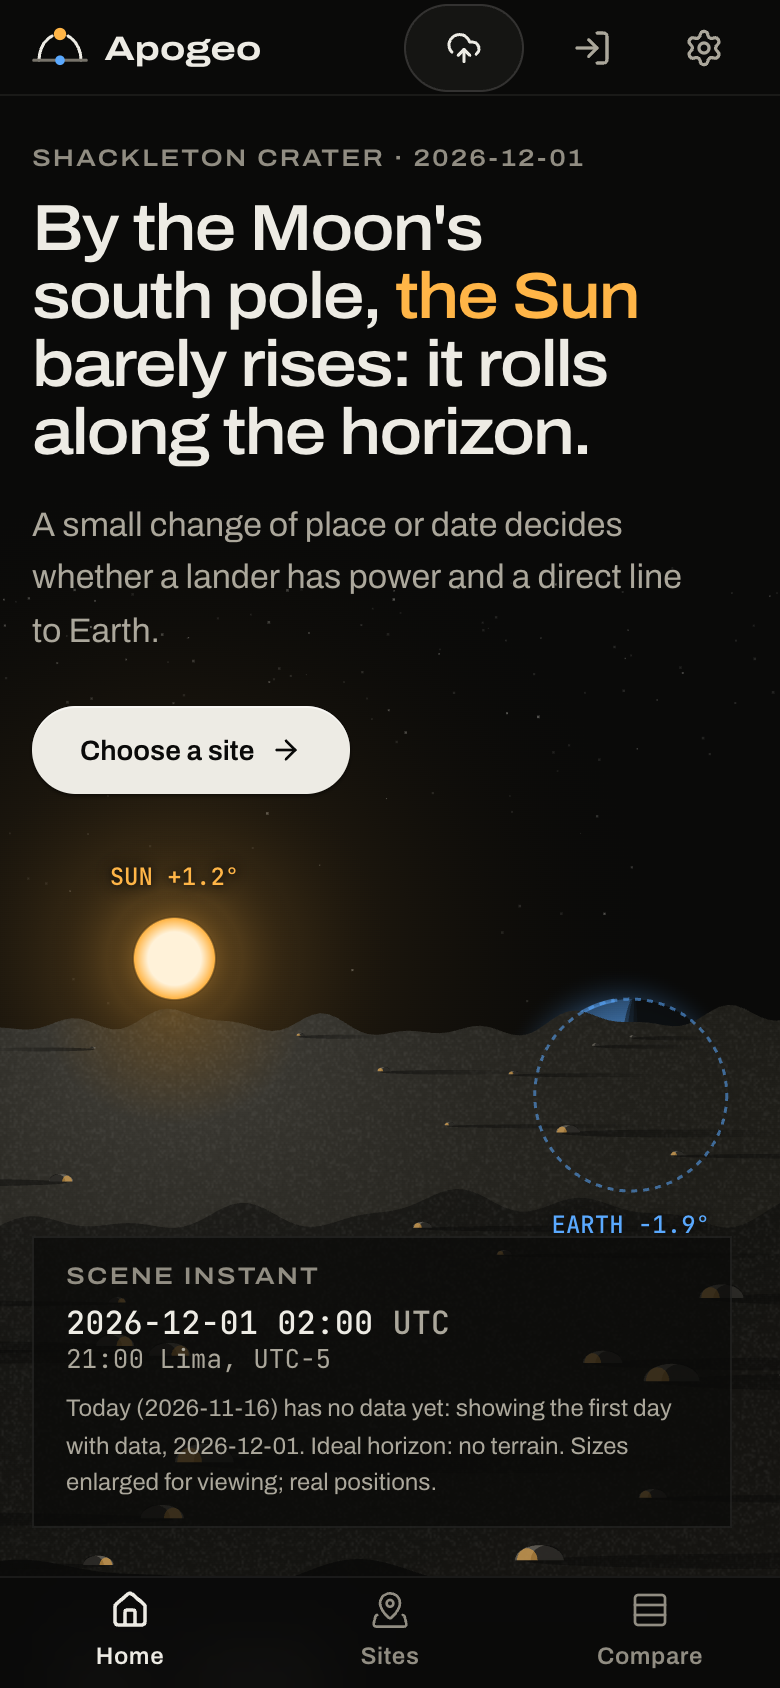 Apogeo
SHACKLETON CRATER · 2026-12-01
By the Moon's
south pole, the Sun
barely rises: it rolls
along the horizon.
A small change of place or date decides
whether a lander has power and a direct line
to Earth.
Choose a site
SUN +1.2°
EARTH -1.9°
SCENE INSTANT
2026-12-01 02:00 UTC
21:00 Lima, UTC-5
Today (2026-11-16) has no data yet: showing the first day
with data, 2026-12-01. Ideal horizon: no terrain. Sizes
enlarged for viewing; real positions.
Home
Sites
Compare